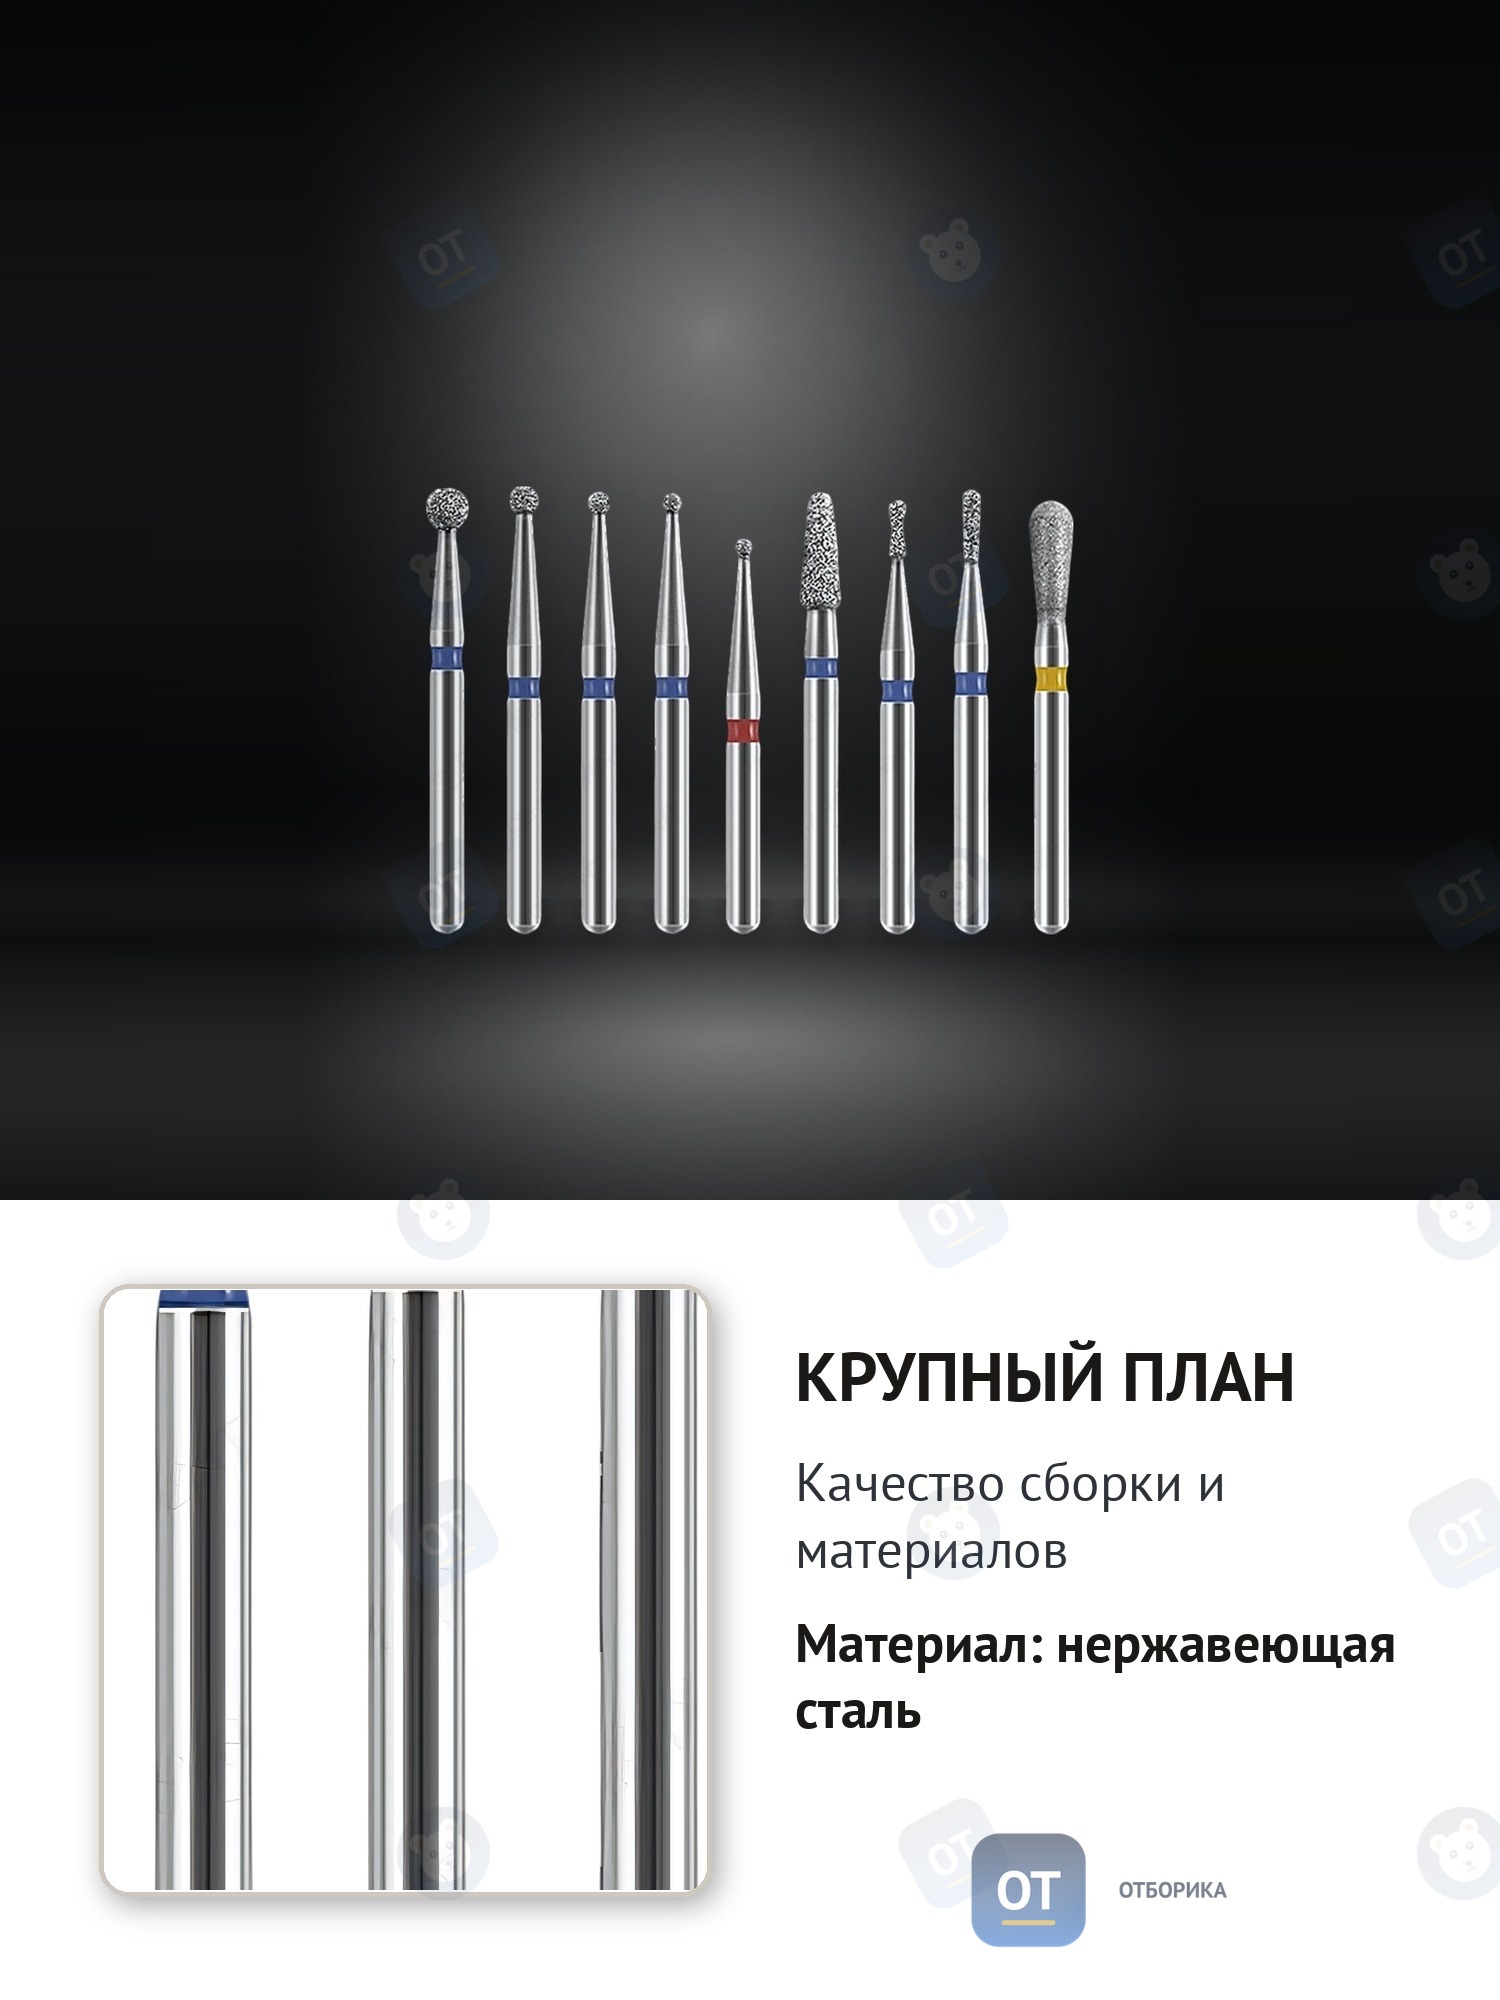 КРУПНЫЙ ПЛАН
Качество сборки и
материалов
Материал: нержавеющая
сталь
ОТ
ОТБОРИКА